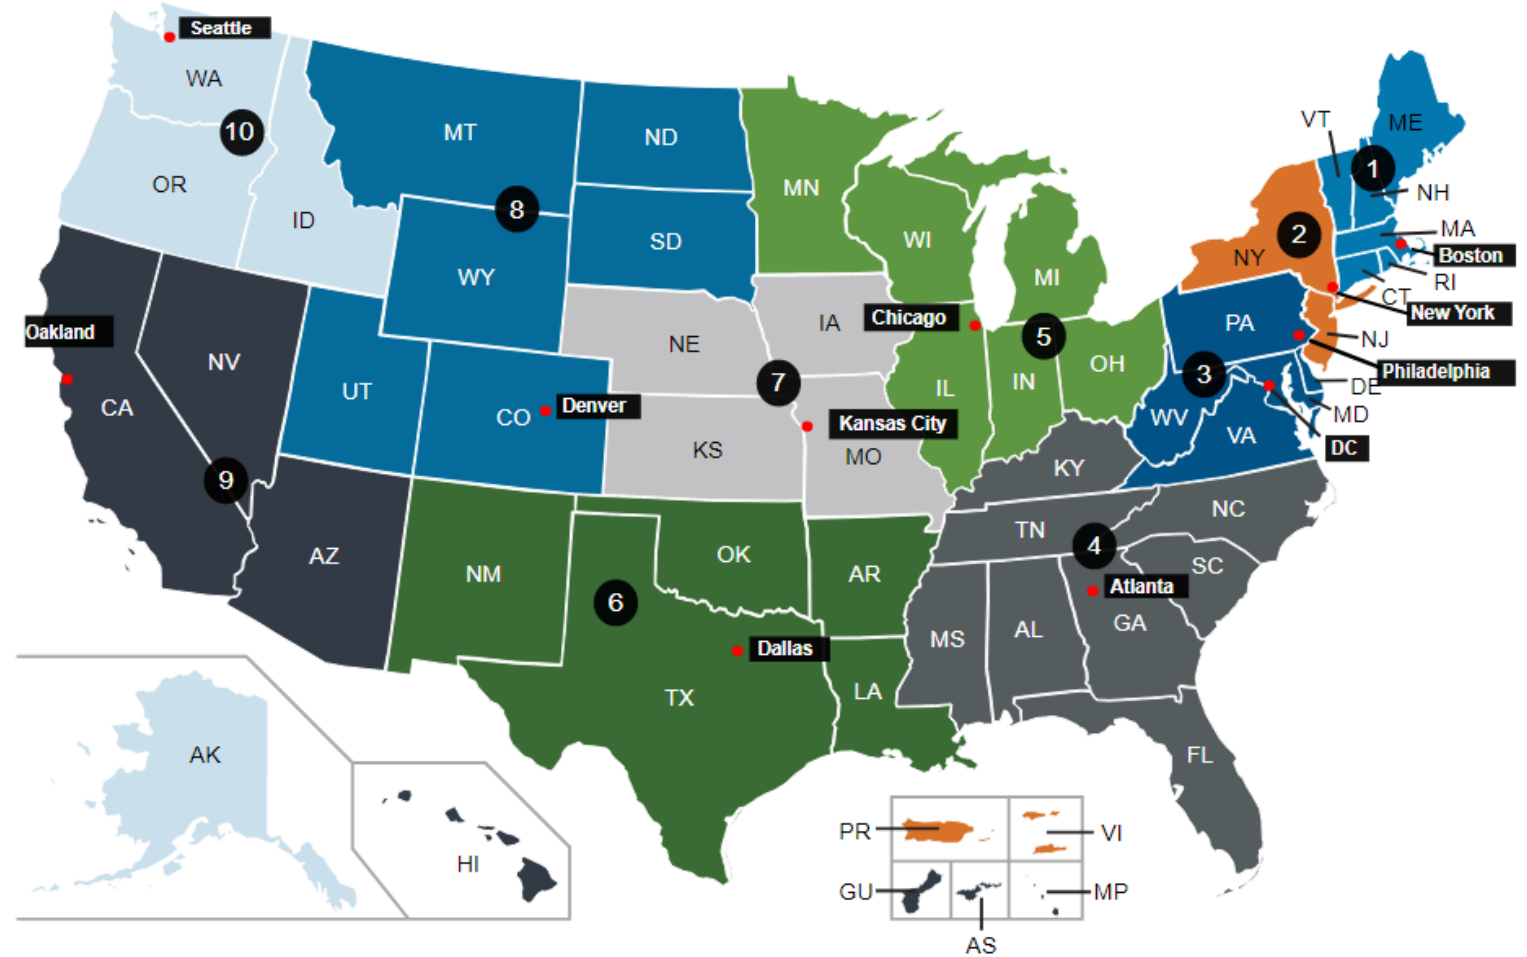 Seattle
WA
10
OR
ID
MT
ND
MN
8
WY
SD
WI
MI
VT
ME
1
NH
2
NY
MA
Boston
RI
CT
New York
NJ
Philadelphia
PA
3
DE
MD
DC
WV
VA
Oakland
NV
CA
UT
CO
Denver
NE
IA
Chicago
7
Kansas City
KS
MO
IL
IN
5
OH
KY
9
AZ
NM
6
OK
AR
TN
4
NC
SC
Atlanta
GA
MS
AL
Dallas
TX
LA
FL
AK
HI
PR
VI
GU
MP
AS